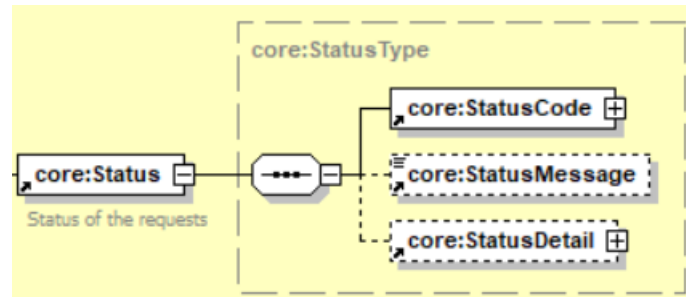 core:StatusType
core:StatusCode
core:Status
core:StatusMessage
Status of the requests
core:StatusDetail